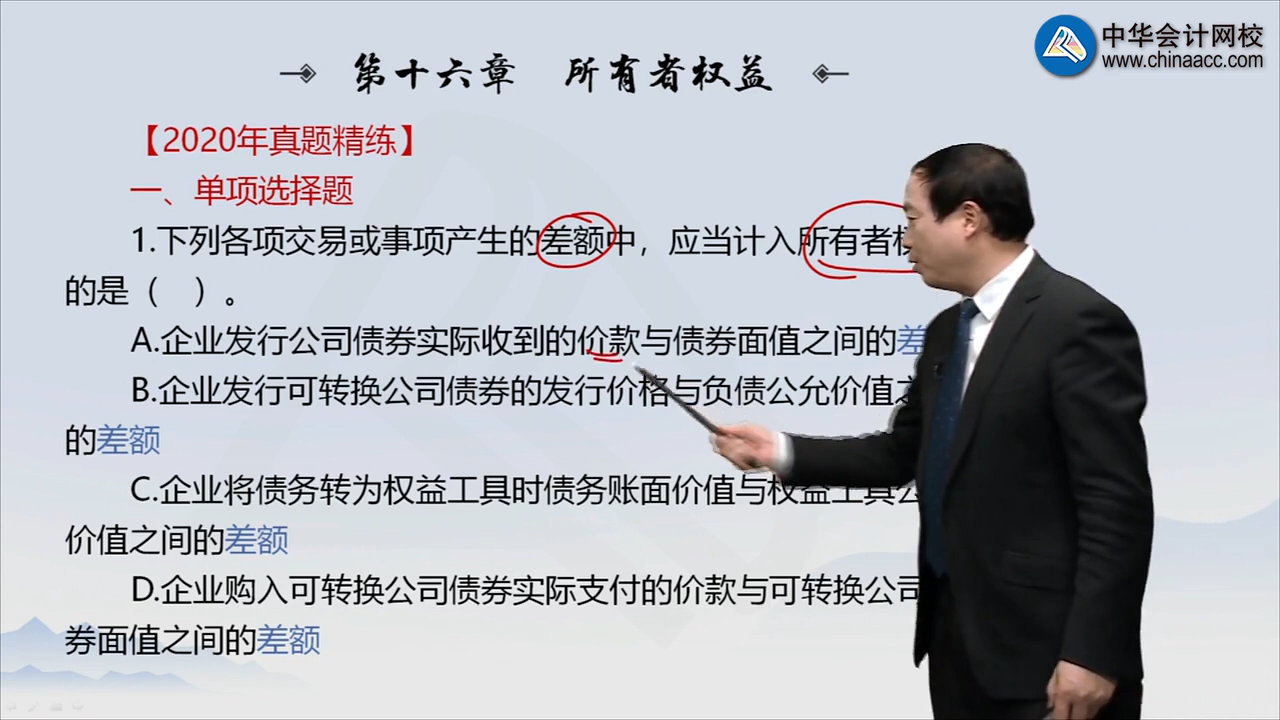 中华会计网校
www.chinaacc.com
第十六章 所有者权益
【2020年真题精练】
一、单项选择题
1.下列各项交易或事项产生的差额中，应当计入所有者
的是（ ）。
A.企业发行公司债券实际收到的价款与债券面值之间的差
B.企业发行可转换公司债券的发行价格与负债公允价值之
的差额
C.企业将债务转为权益工具时债务账面价值与权益工具公
价值之间的差额
D.企业购入可转换公司债券实际支付的价款与可转换公司
券面值之间的差额